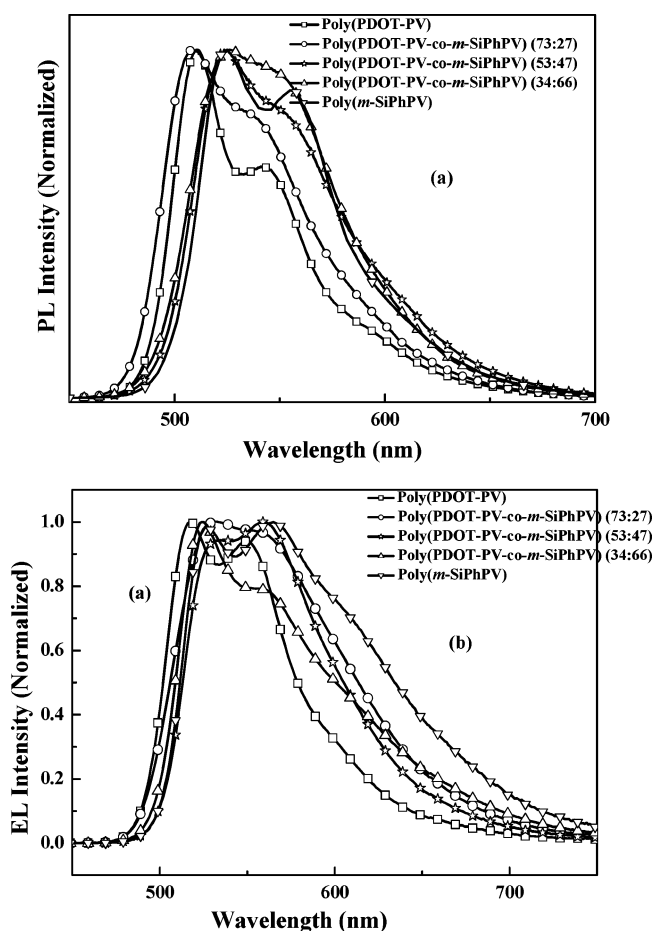 Poly(PDOT-PV)
Poly(PDOT-PV-co-m-SiPhPV) (73:27)
Poly(PDOT-PV-co-m-SiPhPV) (53:47)
Poly(PDOT-PV-co-m-SiPhPV) (34:66)
Poly(m-SiPhPV)
(a)
PL Intensity (Normalized)
500
600
700
Wavelength (nm)
Poly(PDOT-PV)
Poly(PDOT-PV-co-m-SiPhPV) (73:27)
Poly(PDOT-PV-co-m-SiPhPV) (53:47)
Poly(PDOT-PV-co-m-SiPhPV) (34:66)
Poly(m-SiPhPV)
(a)
(b)
EL Intensity (Normalized)
1.0
0.8
0.6
0.4
0.2
0.0
500
600
700
Wavelength (nm)